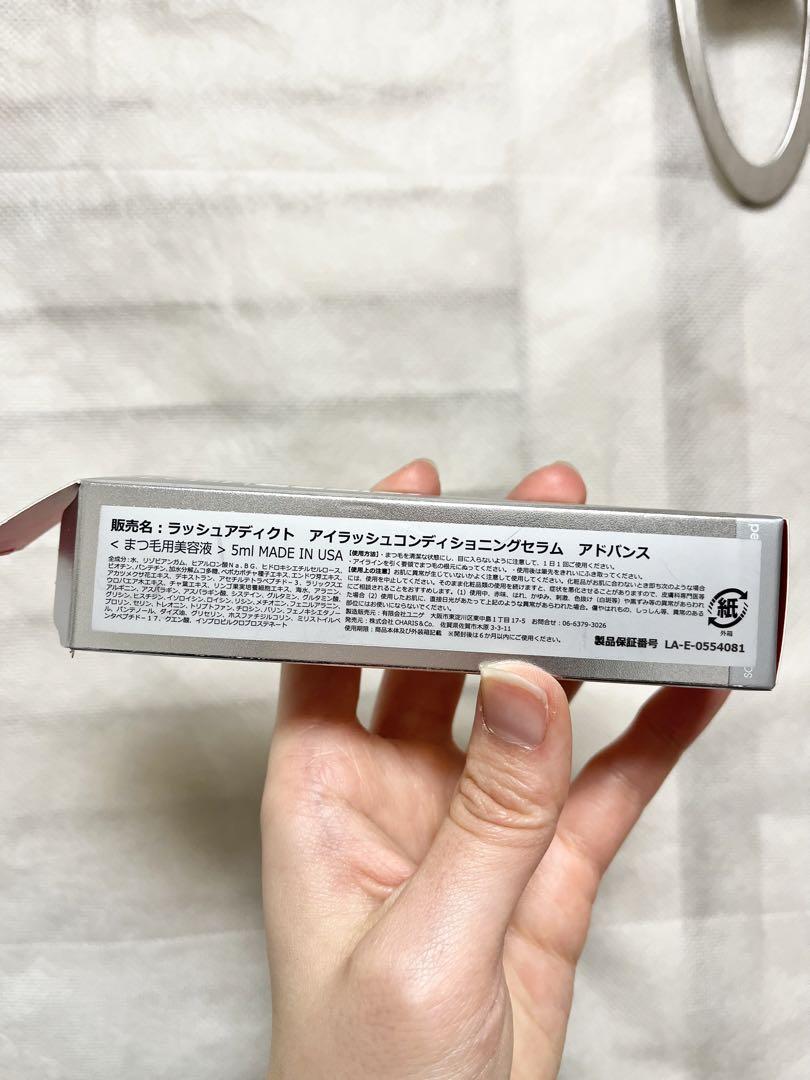 販売名：ラッシュアディクト　アイラッシュコンディショニングセラム　アドバンス
< まつ毛用美容液 > 5ml MADE IN USA
全成分：水、リゾビアンガム、ヒアルロン酸Na、BG、ヒドロキシエチルセルロース、
ビオチン、パンテチン、加水分解ムコ多糖、ペポカボチャ種子エキス、エンドウ芽エキス、
アカツメクサ花エキス、デキストラン、アセチルテトラペプチド－３、ラリックスエ
ウロパエア木エキス、チャ葉エキス、リンゴ果実培養細胞エキス、海水、アラニン、
アルギニン、アスパラギン、アスパラギン酸、システイン、グルタミン、グルタミン酸、
グリシン、ヒスチジン、イソロイシン、ロイシン、リシン、メチオニン、フェニルアラニン、
プロリン、セリン、トレオニン、トリプトファン、チロシン、バリン、フェノキシエタノー
ル、パンテノール、ダイズ油、グリセリン、ホスファチジルコリン、ミリストイルペ
ンタペプチド－17、クエン酸、イソプロピルクロプロステネート
【使用方法】・まつ毛を清潔な状態にし、目に入らないように注意して、１日１回ご使用ください。
・アイラインを引く要領でまつ毛の根元にぬってください。・使用後は筆先をきれいにふき取ってください。
【使用上の注意】お肌に異常が生じていないかよく注意して使用してください。化粧品がお肌に合わないとき即ち次のような場合
には、使用を中止してください。そのまま化粧品類の使用を続けますと、症状を悪化させることがありますので、皮膚科専門医等
にご相談されることをおすすめします。(1) 使用中、赤味、はれ、かゆみ、刺激、色抜け（白斑等）や黒ずみ等の異常があらわれ
た場合 (2) 使用したお肌に、直接日光があたって上記のような異常があらわれた場合。傷やはれもの、しっしん等、異常のある
部位にはお使いにならないでください。
製造販売元：有限会社ユニグ　大阪市東淀川区東中島１丁目 17-5　お問合せ：06-6379-3026
発売元：株式会社 CHARIS&Co.　佐賀県佐賀市木原 3-3-11
使用期限：商品本体及び外装箱記載　※開封後は６か月以内にご使用ください。
紙
外箱
製品保証番号　LA-E-0554081